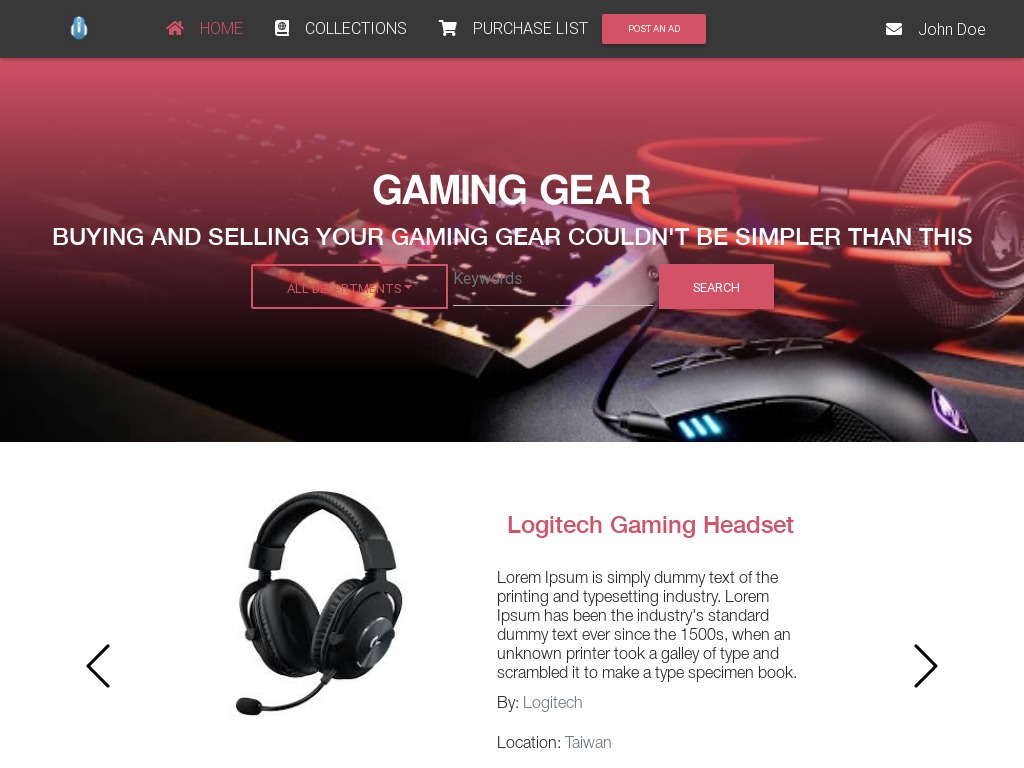 HOME COLLECTIONS PURCHASE LIST POST AN AD John Doe
GAMING GEAR
BUYING AND SELLING YOUR GAMING GEAR COULDN'T BE SIMPLER THAN THIS
ALL DEPARTMENTS Keywords SEARCH
Logitech Gaming Headset
Lorem Ipsum is simply dummy text of the
printing and typesetting industry. Lorem
Ipsum has been the industry's standard
dummy text ever since the 1500s, when an
unknown printer took a galley of type and
scrambled it to make a type specimen book.
By: Logitech
Location: Taiwan